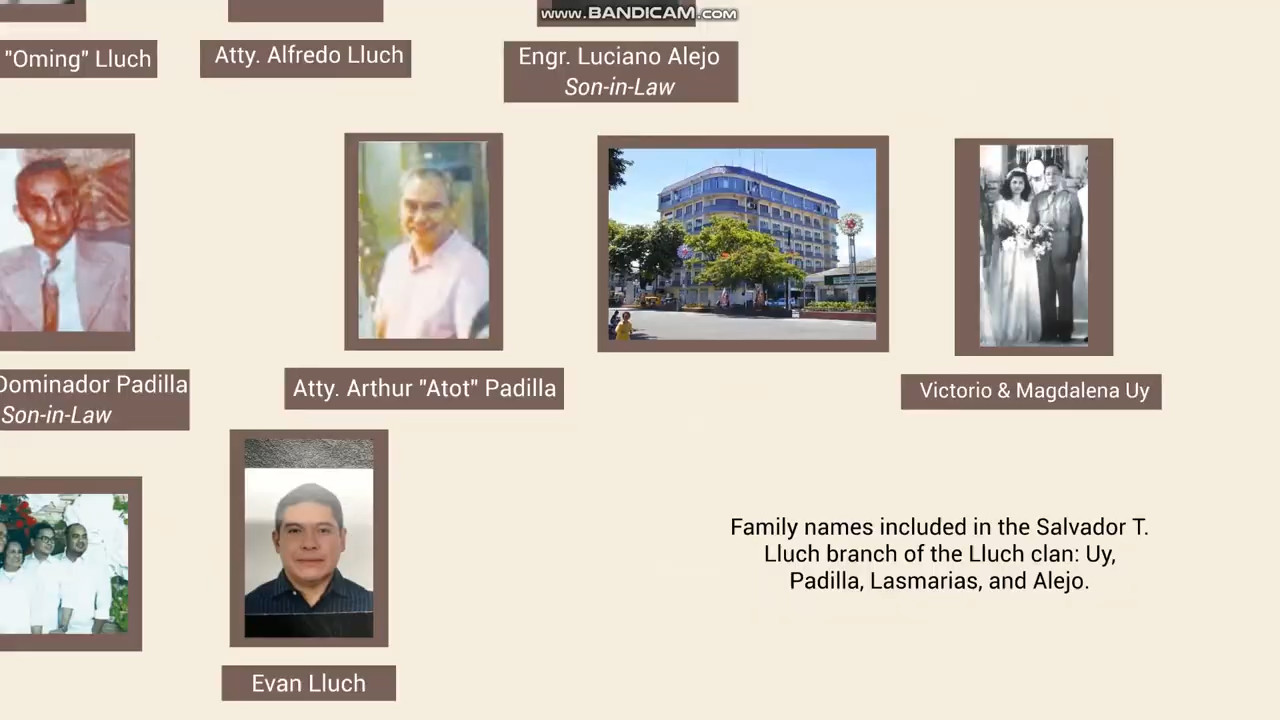 www.BANDICAM.com
"Oming" Lluch
Atty. Alfredo Lluch
Engr. Luciano Alejo
Son-in-Law
Dominador Padilla
Son-in-Law
Atty. Arthur "Atot" Padilla
Victorio & Magdalena Uy
Evan Lluch
Family names included in the Salvador T.
Lluch branch of the Lluch clan: Uy,
Padilla, Lasmarias, and Alejo.